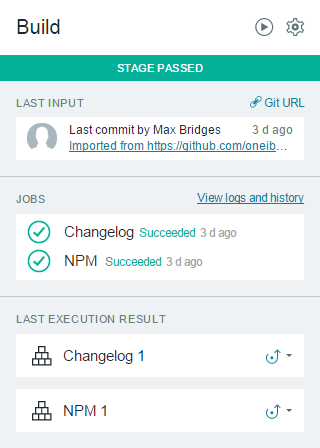 Build
STAGE PASSED
LAST INPUT
Git URL
Last commit by Max Bridges
3 d ago
Imported from https://github.com/oneib...
JOBS
View logs and history
Changelog Succeeded 3 d ago
NPM Succeeded 3 d ago
LAST EXECUTION RESULT
Changelog 1
NPM 1